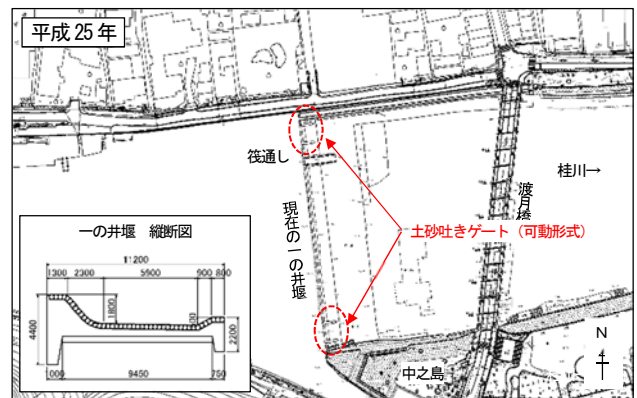 平成25年
筏通し
現在の一の井堰
渡月橋
桂川→
土砂吐きゲート（可動形式）
中之島
N
一の井堰 縦断図
11200
1300 2300 5900 900 800
1800
4400
2200
1000 9450 750